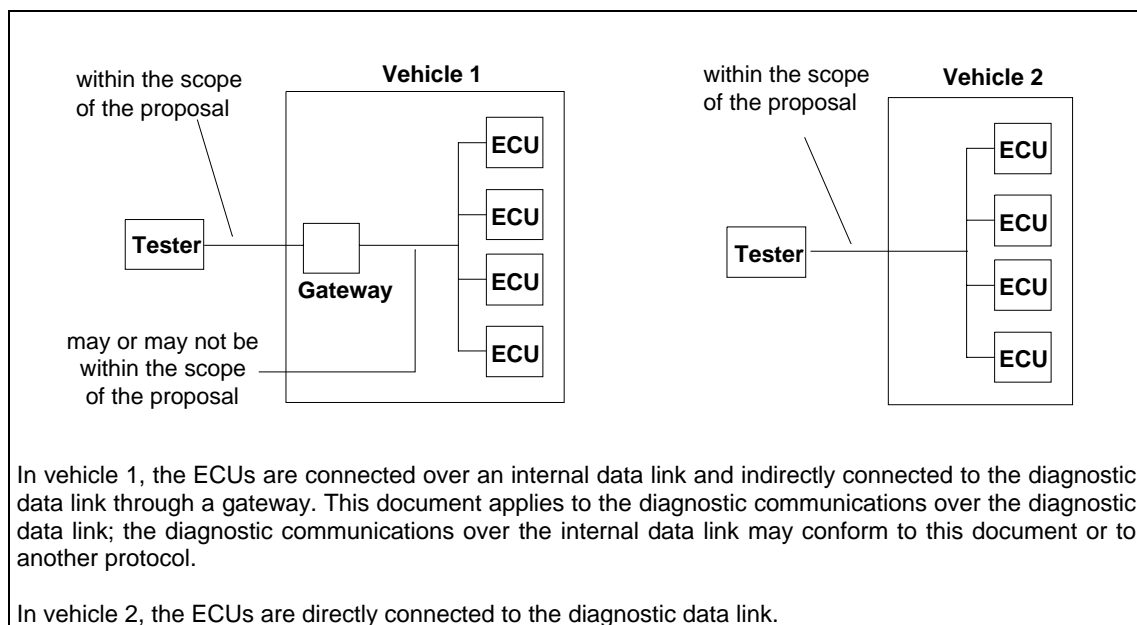 within the scope
of the proposal
Vehicle 1
ECU
ECU
ECU
ECU
Tester
Gateway
may or may not be
within the scope
of the proposal
within the scope
of the proposal
Vehicle 2
ECU
ECU
ECU
ECU
Tester
In vehicle 1, the ECUs are connected over an internal data link and indirectly connected to the diagnostic
data link through a gateway. This document applies to the diagnostic communications over the diagnostic
data link; the diagnostic communications over the internal data link may conform to this document or to
another protocol.
In vehicle 2, the ECUs are directly connected to the diagnostic data link.